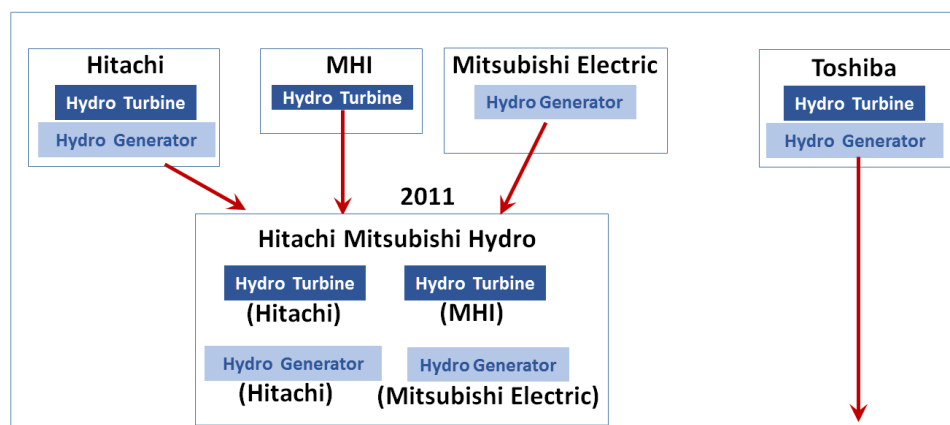 Hitachi
Hydro Turbine
Hydro Generator
MHI
Hydro Turbine
Mitsubishi Electric
Hydro Generator
Toshiba
Hydro Turbine
Hydro Generator
2011
Hitachi Mitsubishi Hydro
Hydro Turbine
(Hitachi)
Hydro Turbine
(MHI)
Hydro Generator
(Hitachi)
Hydro Generator
(Mitsubishi Electric)